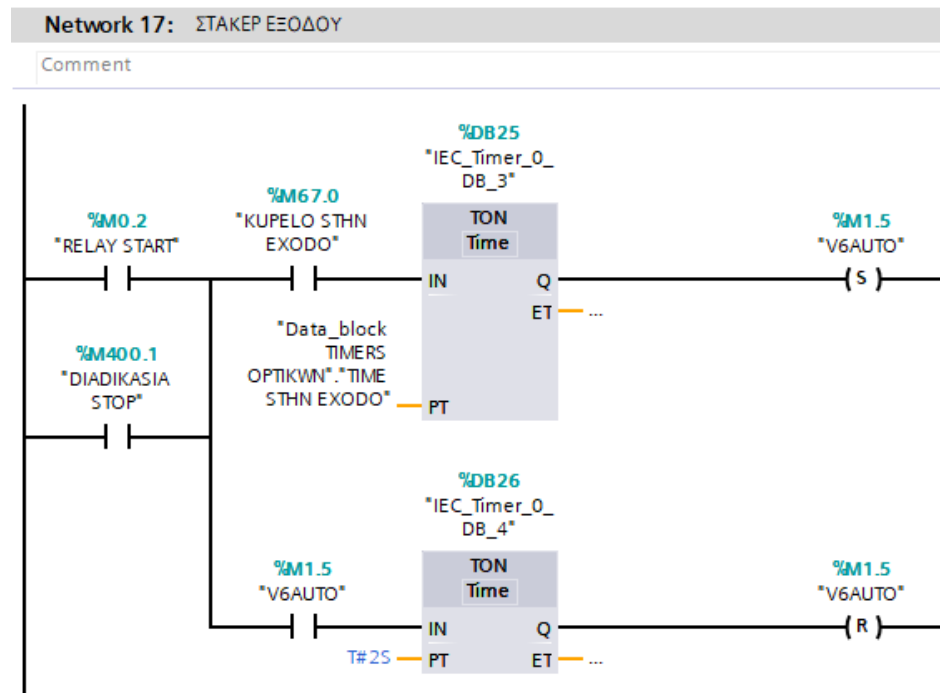 Network 17: ΣΤΑΚΕΡ ΕΞΟΔΟΥ
Comment
%DB25
"IEC_Timer_0_
DB_3"
%M0.2
"RELAY START"
%M67.0
"KUPELO STHN
EXODO"
TON
Time
IN
Q
ET
...
PT
"Data_block
TIMERS
OPTIKWN"."TIME
STHN EXODO"
%M1.5
"V6AUTO"
S
%M400.1
"DIADIKASIA
STOP"
%DB26
"IEC_Timer_0_
DB_4"
%M1.5
"V6AUTO"
TON
Time
IN
Q
T#2S
PT
ET
...
%M1.5
"V6AUTO"
R